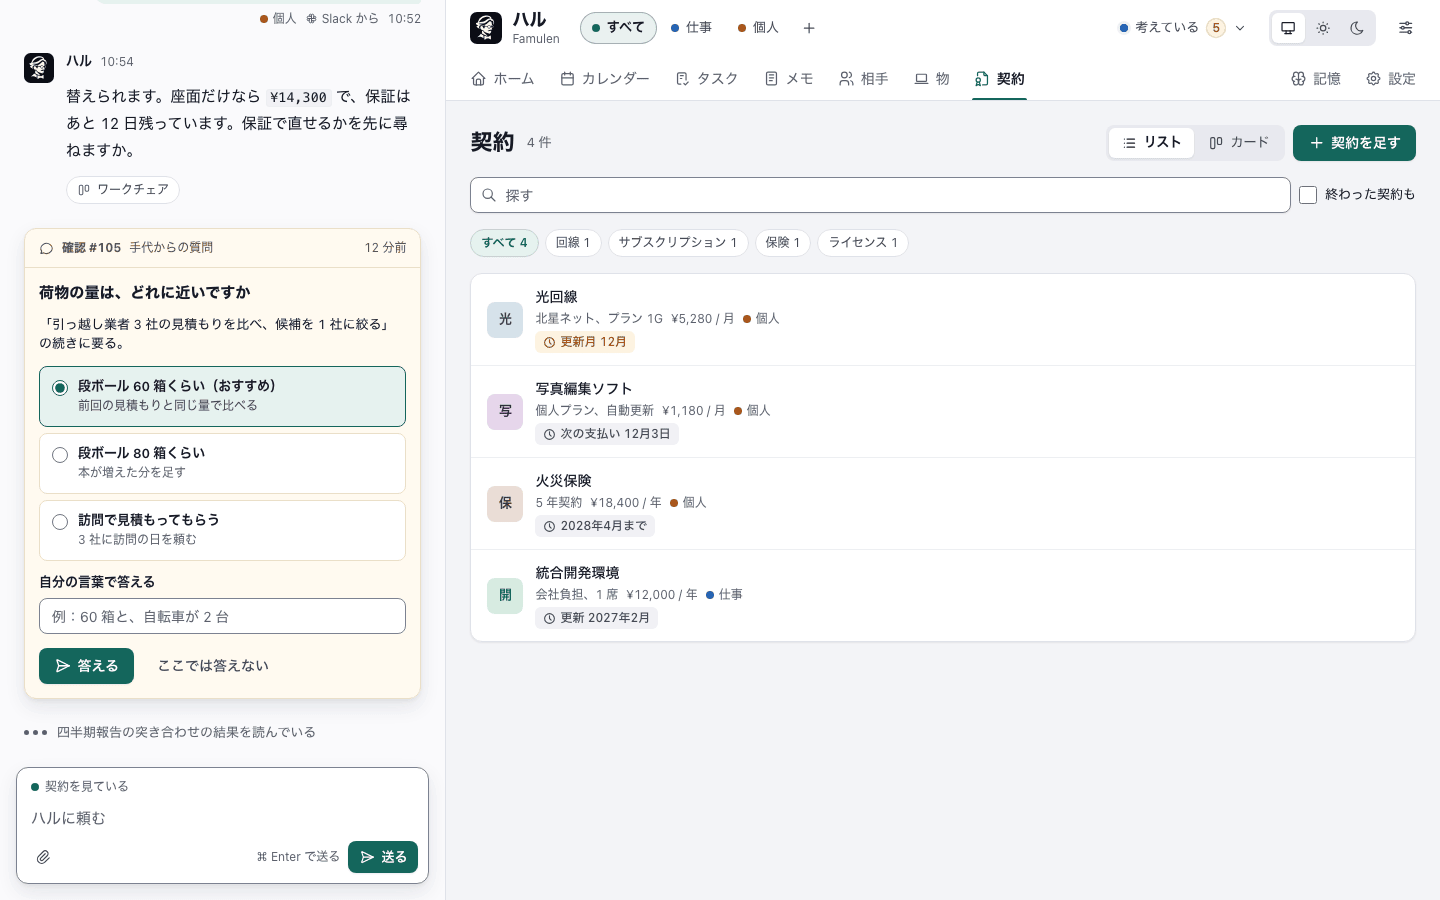 個人 Slack から 10:52
ハル 10:54
替えられます。座面だけなら ¥14,300 で、保証は
あと 12 日残っています。保証で直せるかを先に尋
ねますか。
ワークチェア
確認 #105 手代からの質問 12 分前
荷物の量は、どれに近いですか
「引っ越し業者 3 社の見積もりを比べ、候補を 1 社に絞る」
の続きに要る。
段ボール 60 箱くらい（おすすめ）
前回の見積もりと同じ量で比べる
段ボール 80 箱くらい
本が増えた分を足す
訪問で見積もってもらう
3 社に訪問の日を頼む
自分の言葉で答える
例：60 箱と、自転車が 2 台
答える ここでは答えない
四半期報告の突き合わせの結果を読んでいる
契約を見ている
ハルに頼む
⌘ Enter で送る 送る
ハル
Famulen
すべて 仕事 個人
考えている 5
ホーム カレンダー タスク メモ 相手 物 契約 記憶 設定
契約 4 件
リスト カード 契約を足す
探す
終わった契約も
すべて 4 回線 1 サブスクリプション 1 保険 1 ライセンス 1
光
光回線
北星ネット、プラン 1G ¥5,280 / 月 個人
更新月 12月
写
写真編集ソフト
個人プラン、自動更新 ¥1,180 / 月 個人
次の支払い 12月3日
保
火災保険
5 年契約 ¥18,400 / 年 個人
2028年4月まで
開
統合開発環境
会社負担、1 席 ¥12,000 / 年 仕事
更新 2027年2月